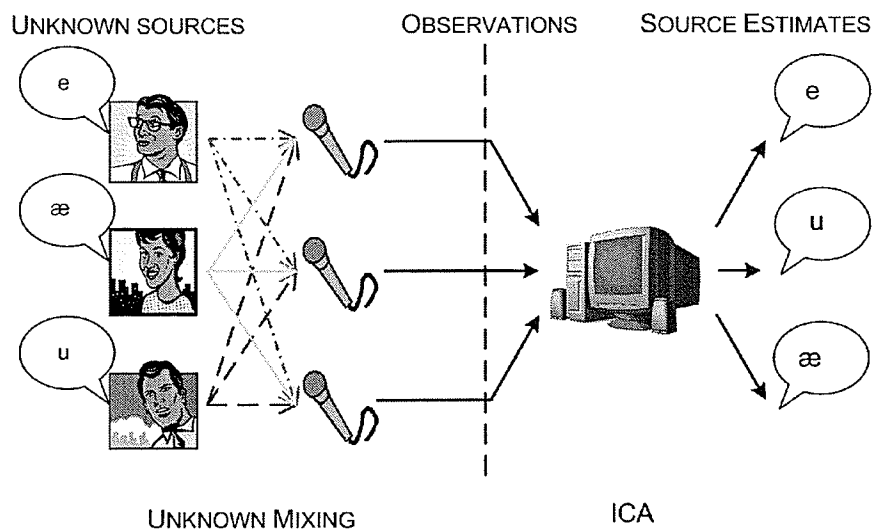 UNKNOWN SOURCES
OBSERVATIONS
SOURCE ESTIMATES
e
æ
u
e
u
æ
UNKNOWN MIXING
ICA